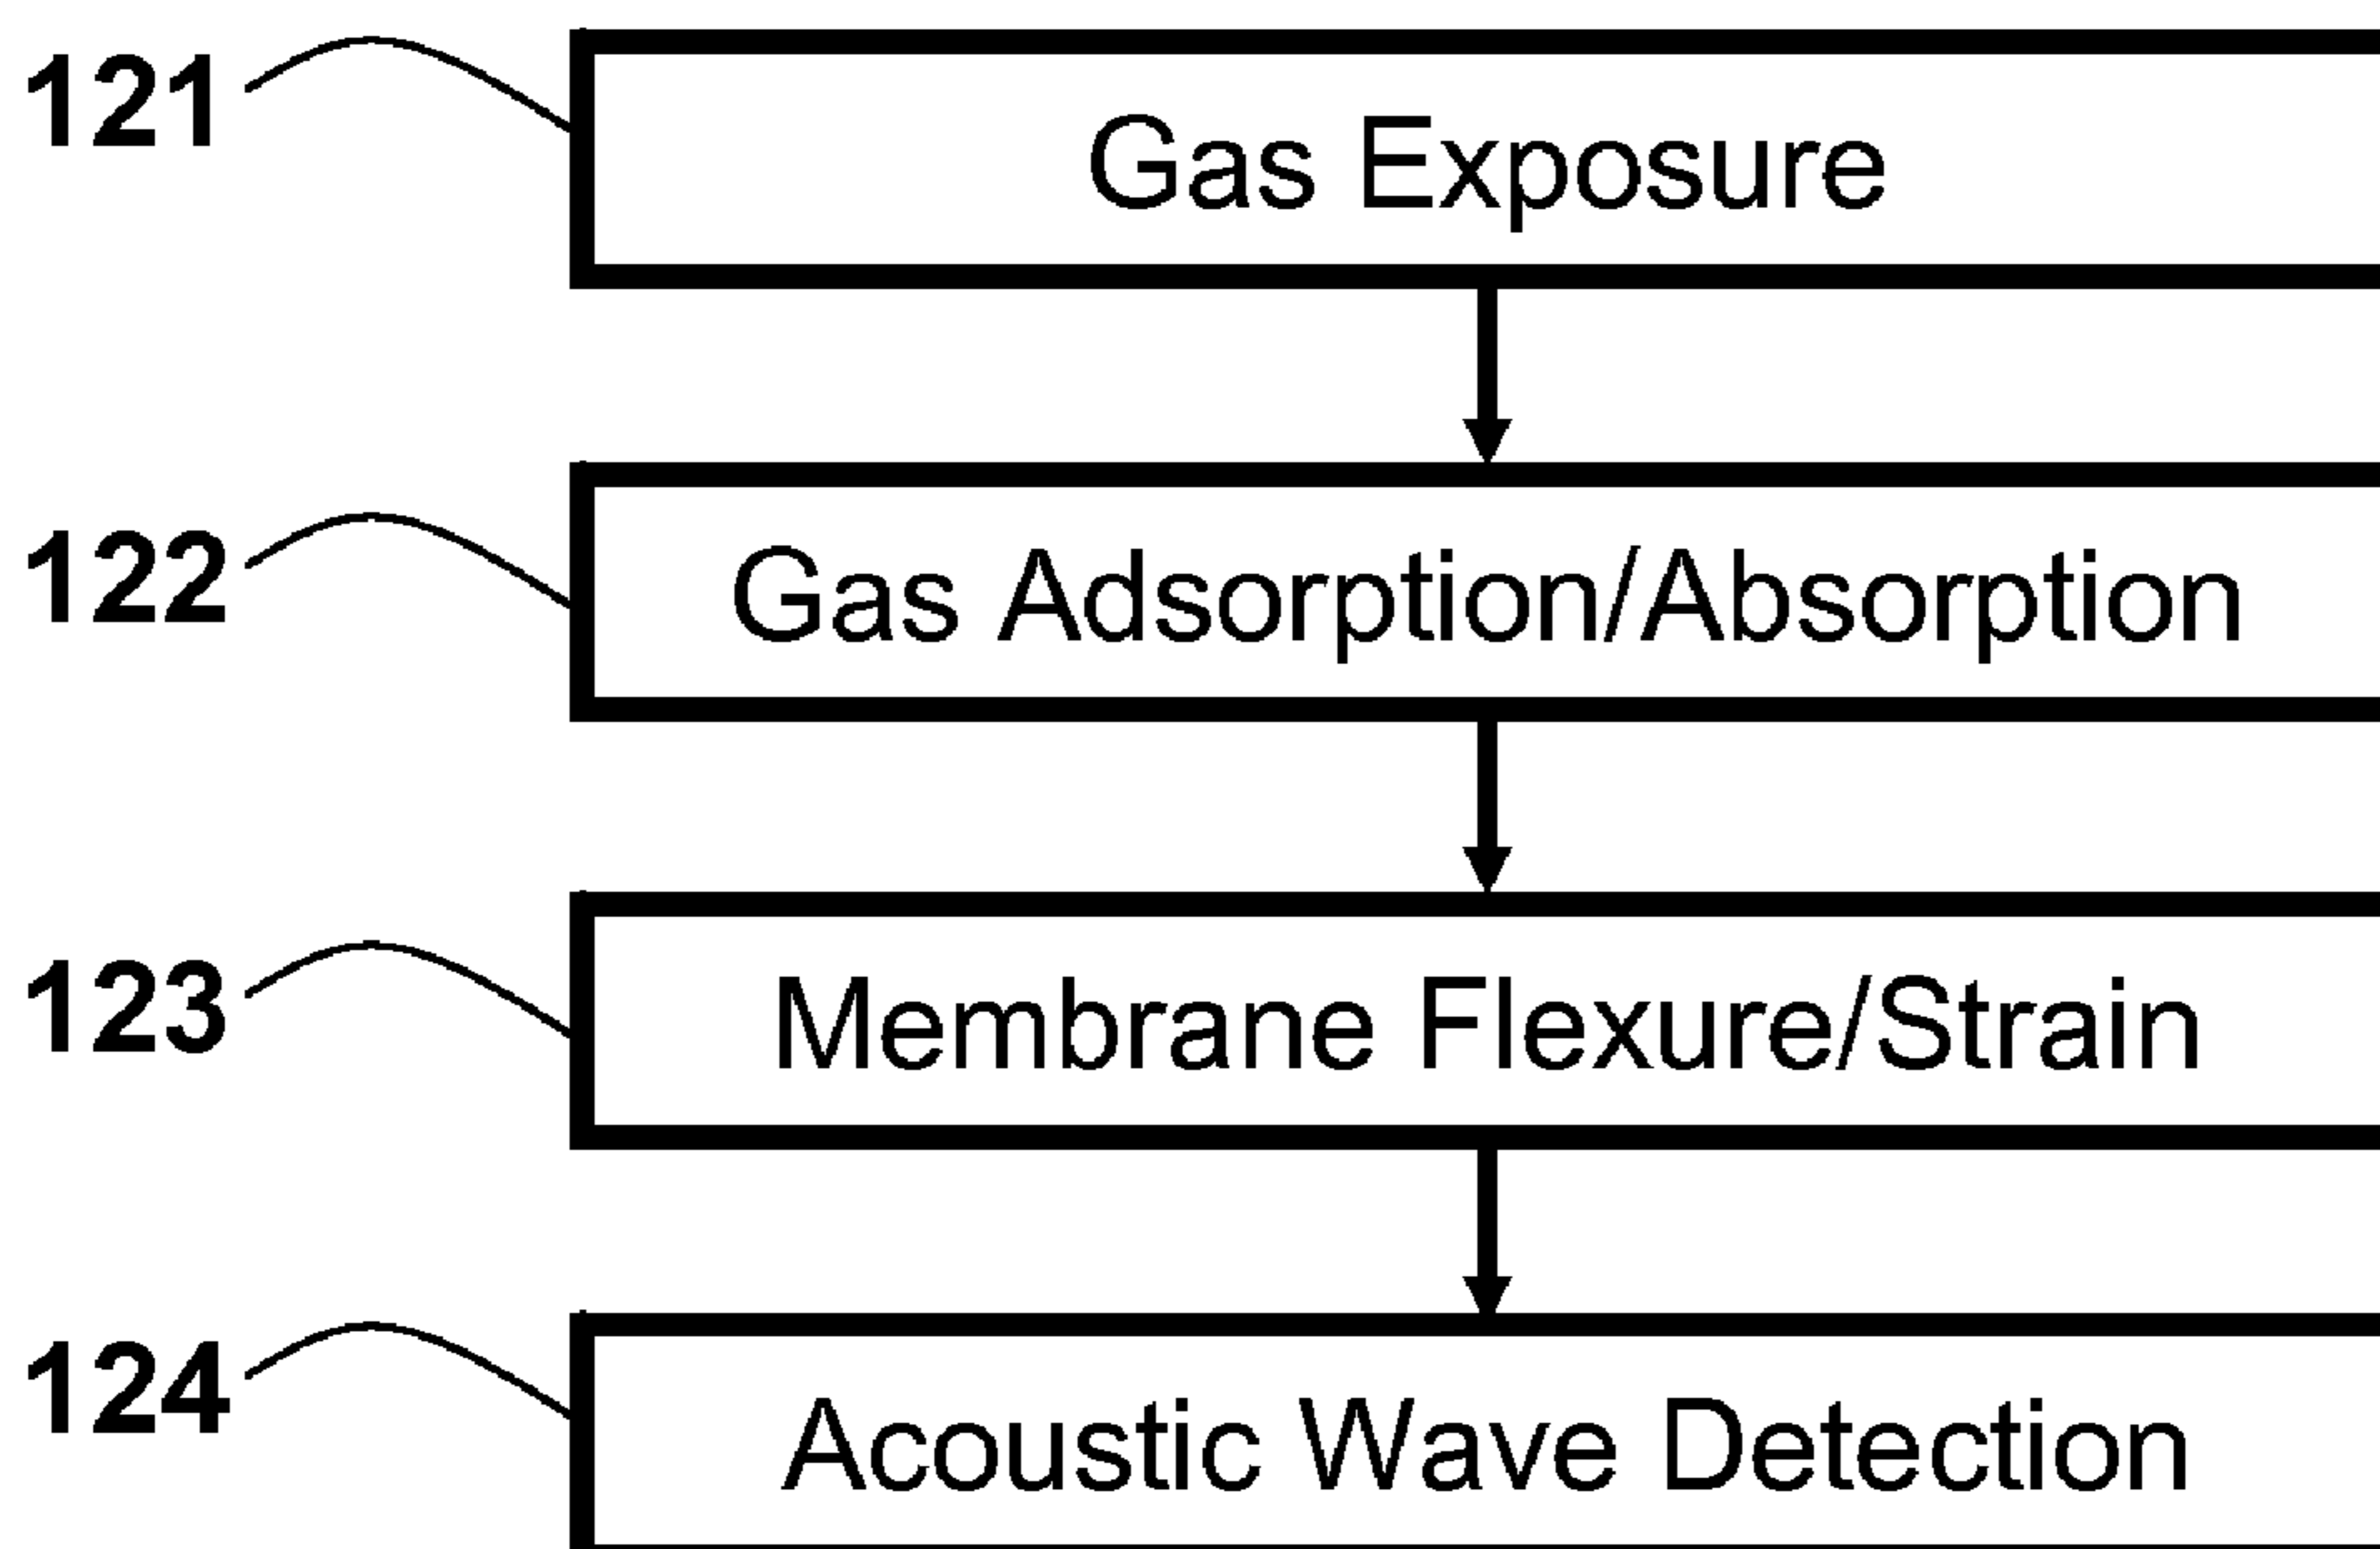 121 Gas Exposure
122 Gas Adsorption/Absorption
123 Membrane Flexure/Strain
124 Acoustic Wave Detection